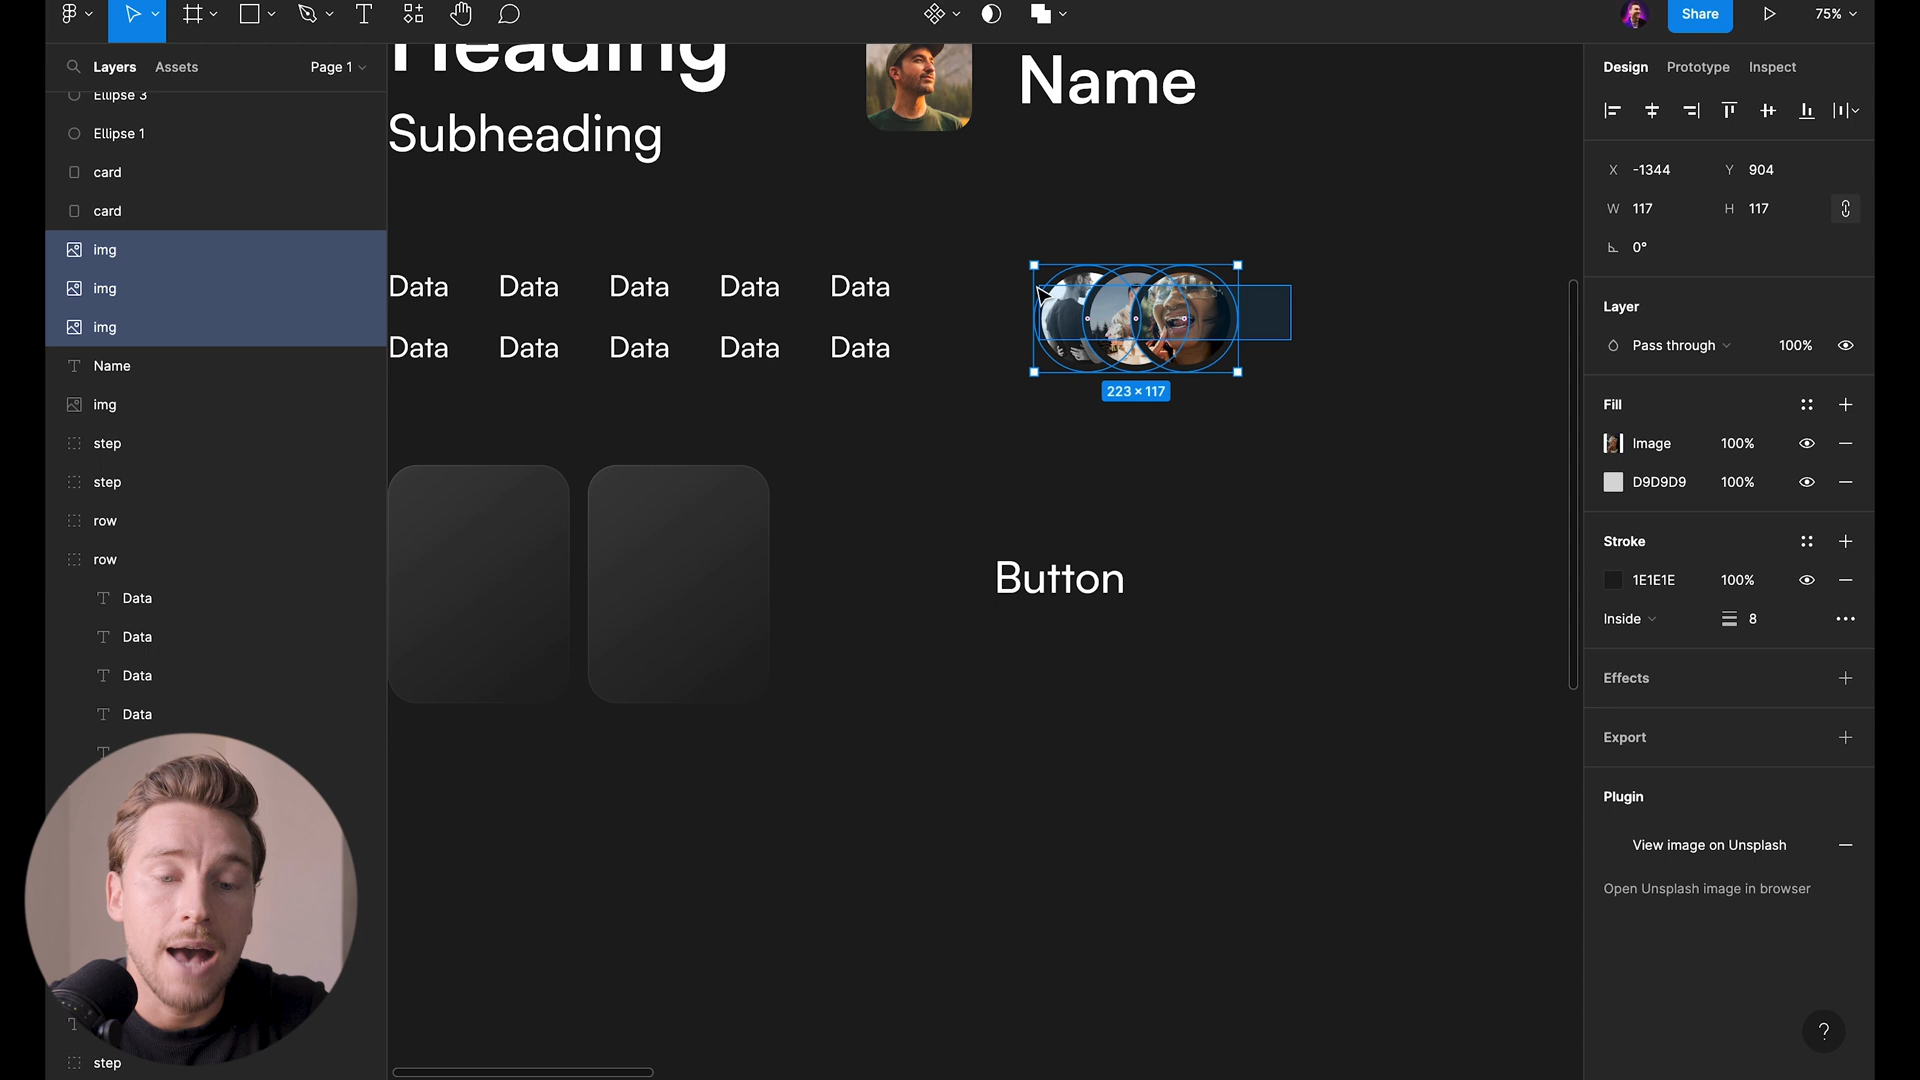 Share
75%
Layers
Assets
Page 1
Design
Prototype
Inspect
Ellipse 3
Ellipse 1
card
card
img
img
img
Name
img
step
step
row
row
Data
Data
Data
Data
step
Heading
Subheading
Name
Data Data Data Data Data
Data Data Data Data Data
223 × 117
Button
X -1344 Y 904
W 117 H 117
0°
Layer
Pass through 100%
Fill
Image 100%
D9D9D9 100%
Stroke
1E1E1E 100%
Inside 8
Effects
Export
Plugin
View image on Unsplash
Open Unsplash image in browser
?